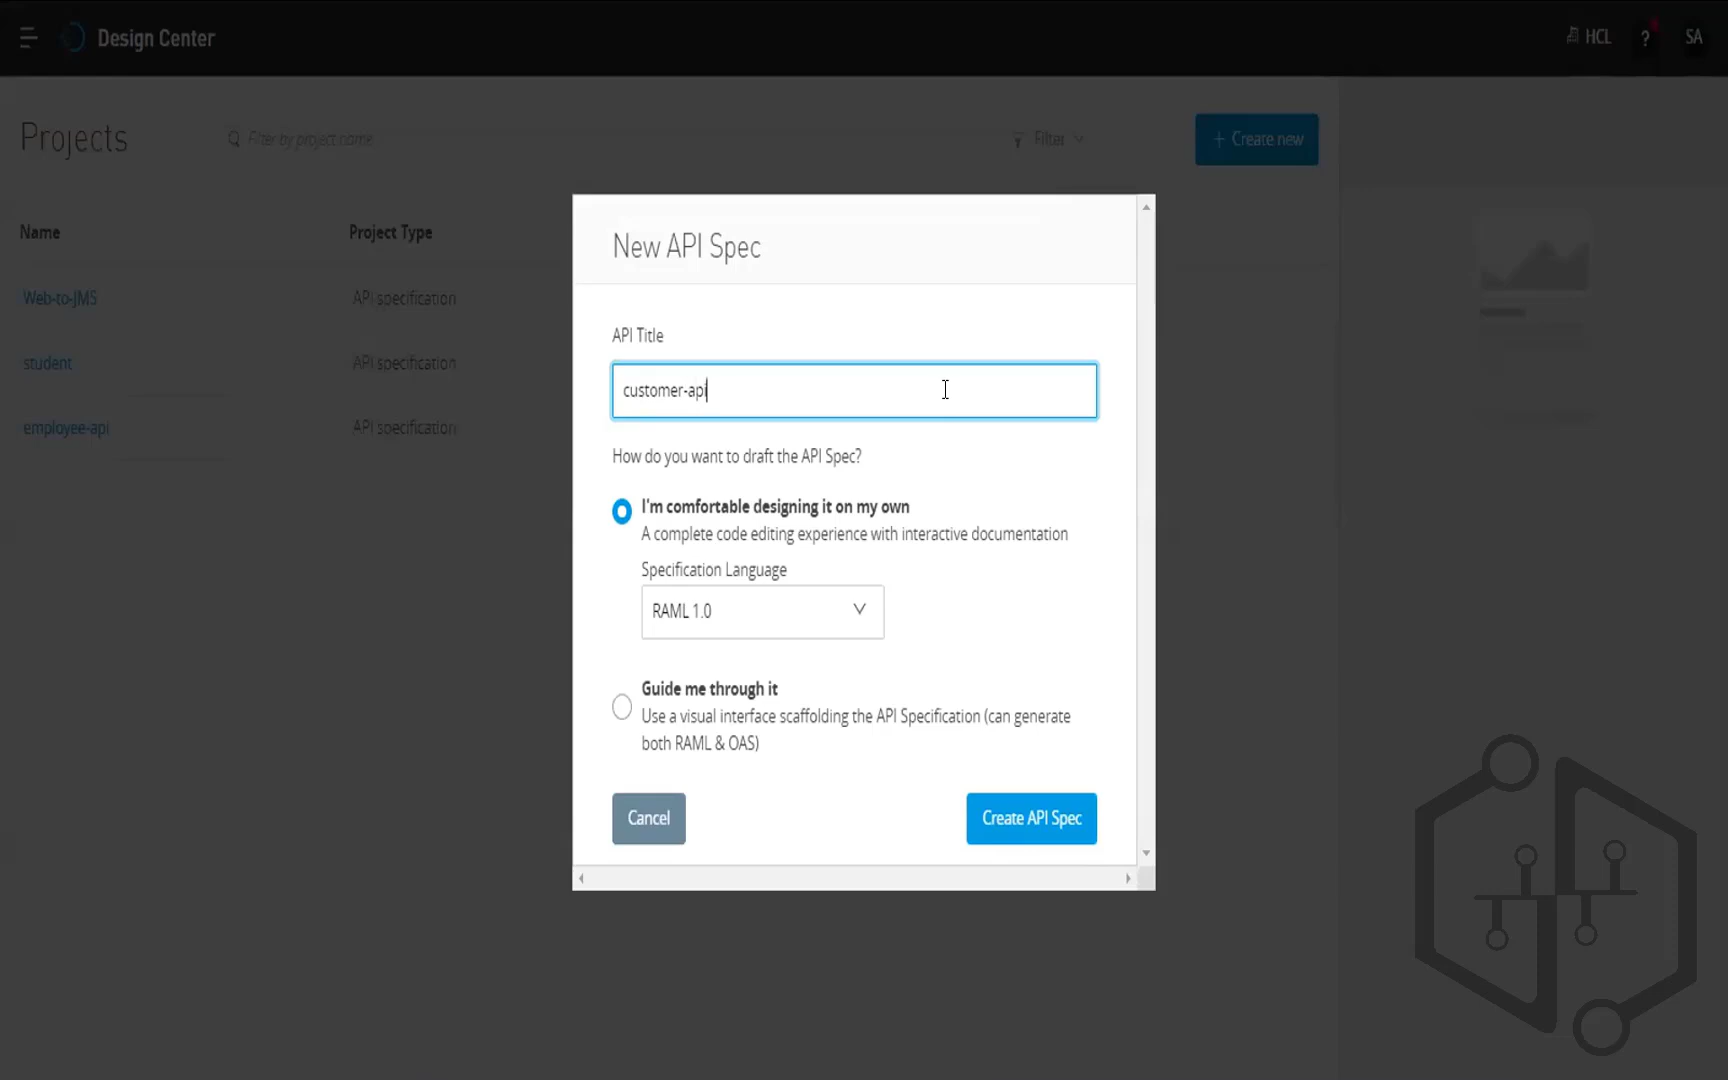 Design Center
HCL
?
SA
Projects
Filter by project name
Filter
+ Create new
Name
Project Type
Web-to-JMS
API specification
student
API specification
employee-api
API specification
New API Spec
API Title
customer-api
How do you want to draft the API Spec?
I'm comfortable designing it on my own
A complete code editing experience with interactive documentation
Specification Language
RAML 1.0
Guide me through it
Use a visual interface scaffolding the API Specification (can generate
both RAML & OAS)
Cancel
Create API Spec